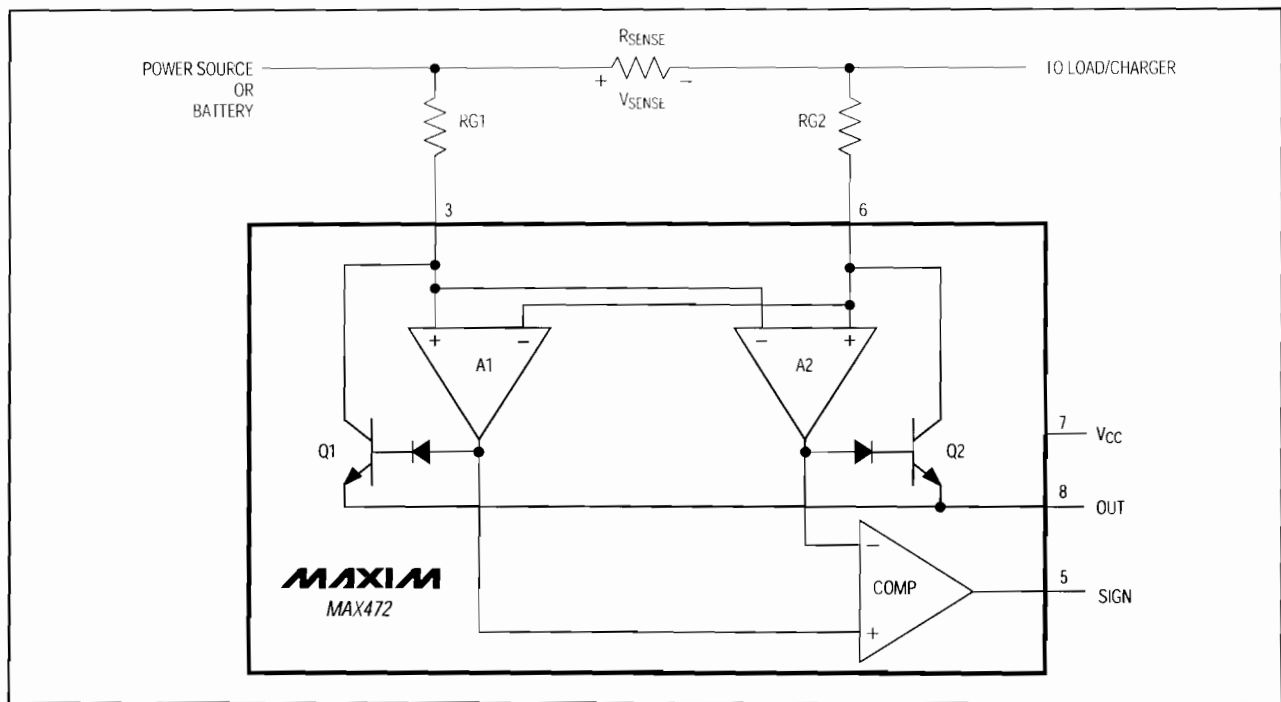 RSENSE
POWER SOURCE
OR
BATTERY
+ −
VSENSE
TO LOAD/CHARGER
RG1
RG2
3
6
+ −
A1
− +
A2
Q1
Q2
7
VCC
8
OUT
−
COMP
+
5
SIGN
MAXIM
MAX472